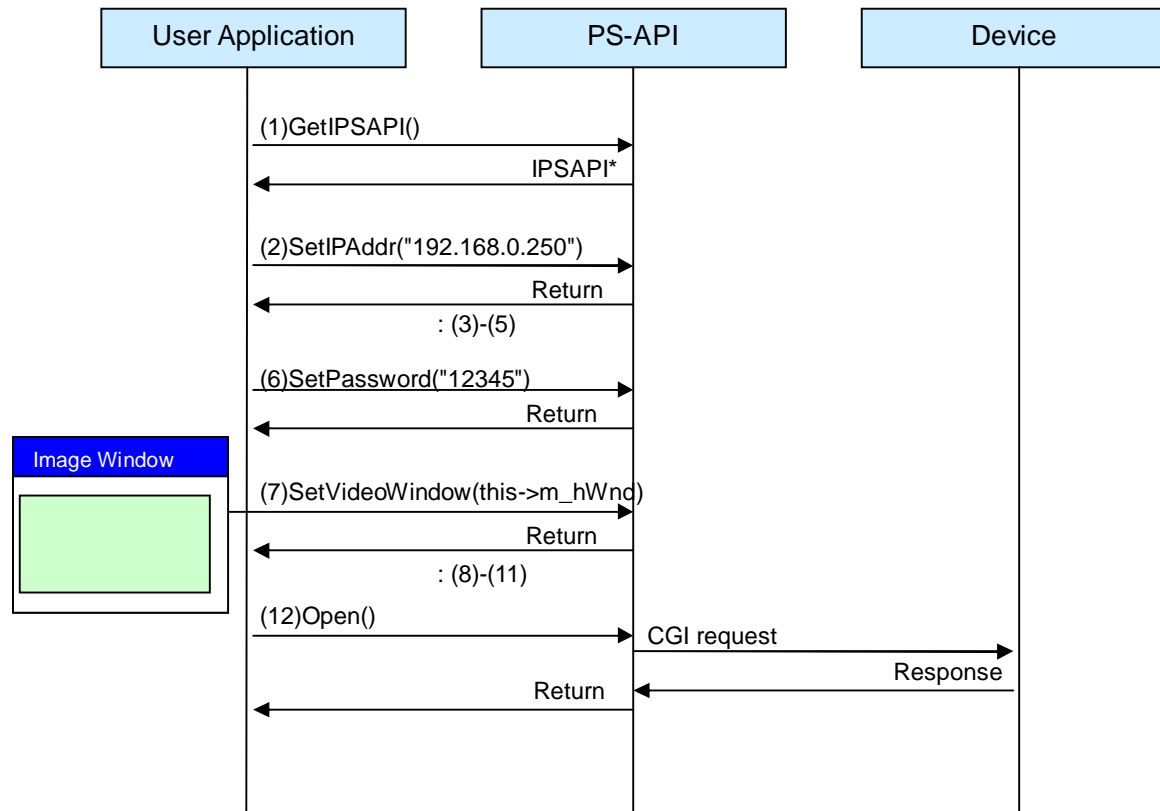 User Application
PS-API
Device
(1)GetIPSAPI()
IPSAPI*
(2)SetIPAddr("192.168.0.250")
Return
: (3)-(5)
(6)SetPassword("12345")
Return
Image Window
(7)SetVideoWindow(this->m_hWnd)
Return
: (8)-(11)
(12)Open()
CGI request
Response
Return